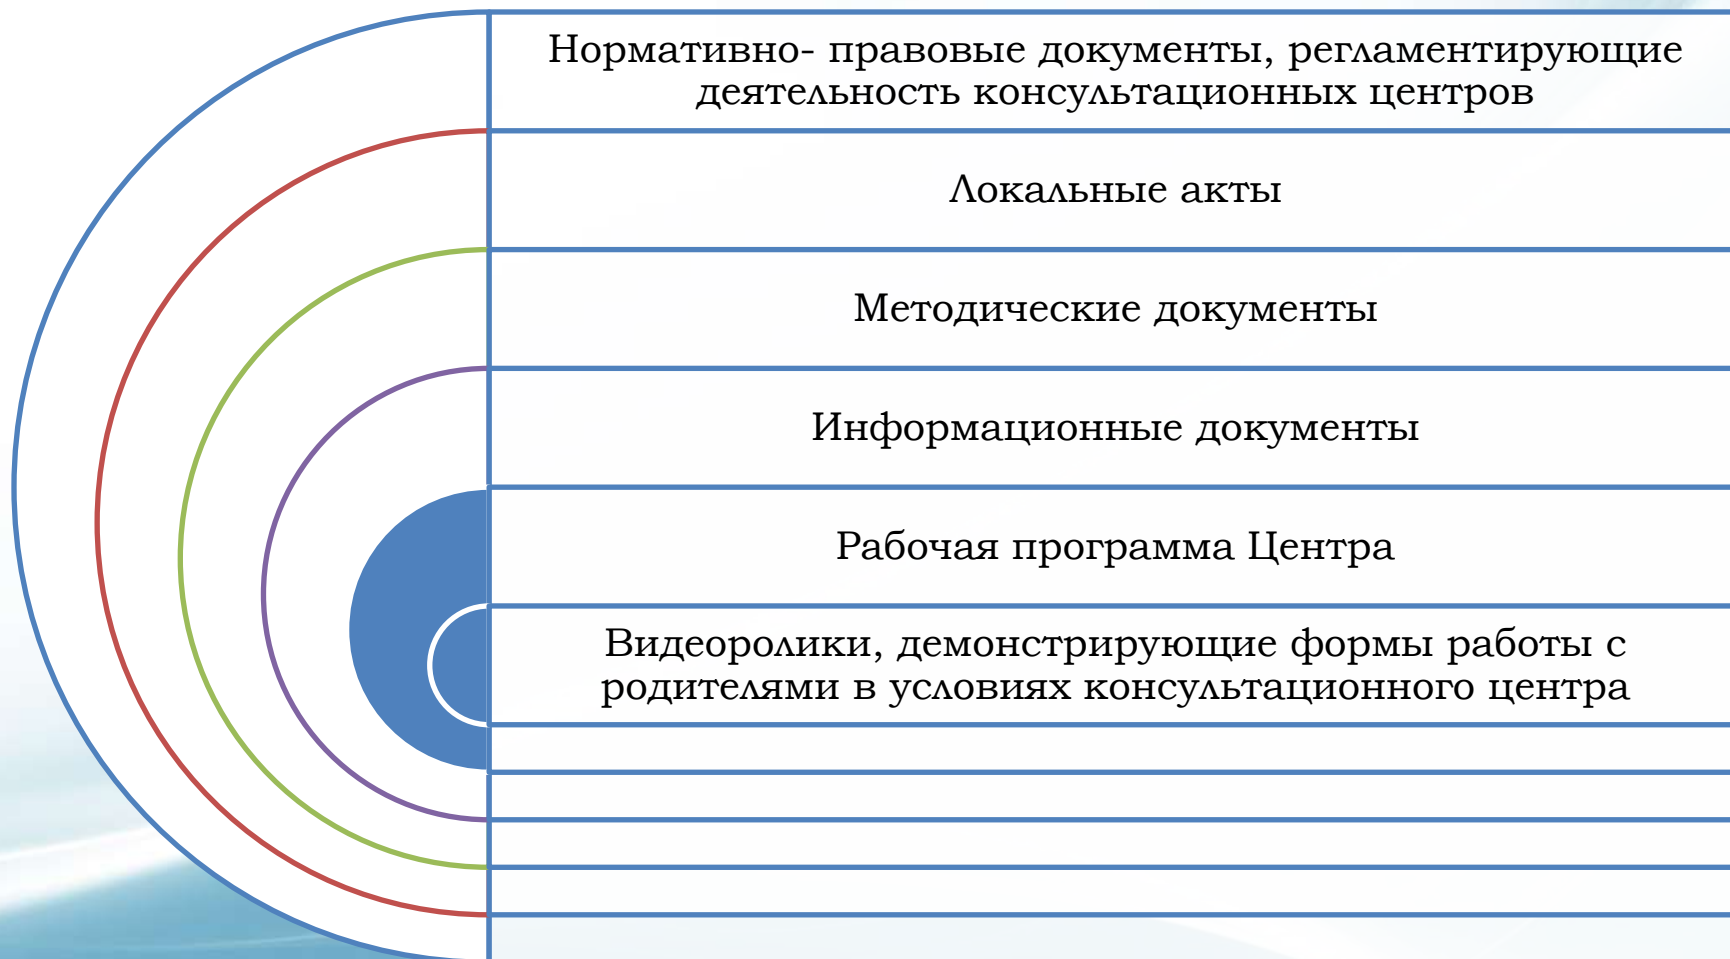 Нормативно- правовые документы, регламентирующие
деятельность консультационных центров
Локальные акты
Методические документы
Информационные документы
Рабочая программа Центра
Видеоролики, демонстрирующие формы работы с
родителями в условиях консультационного центра